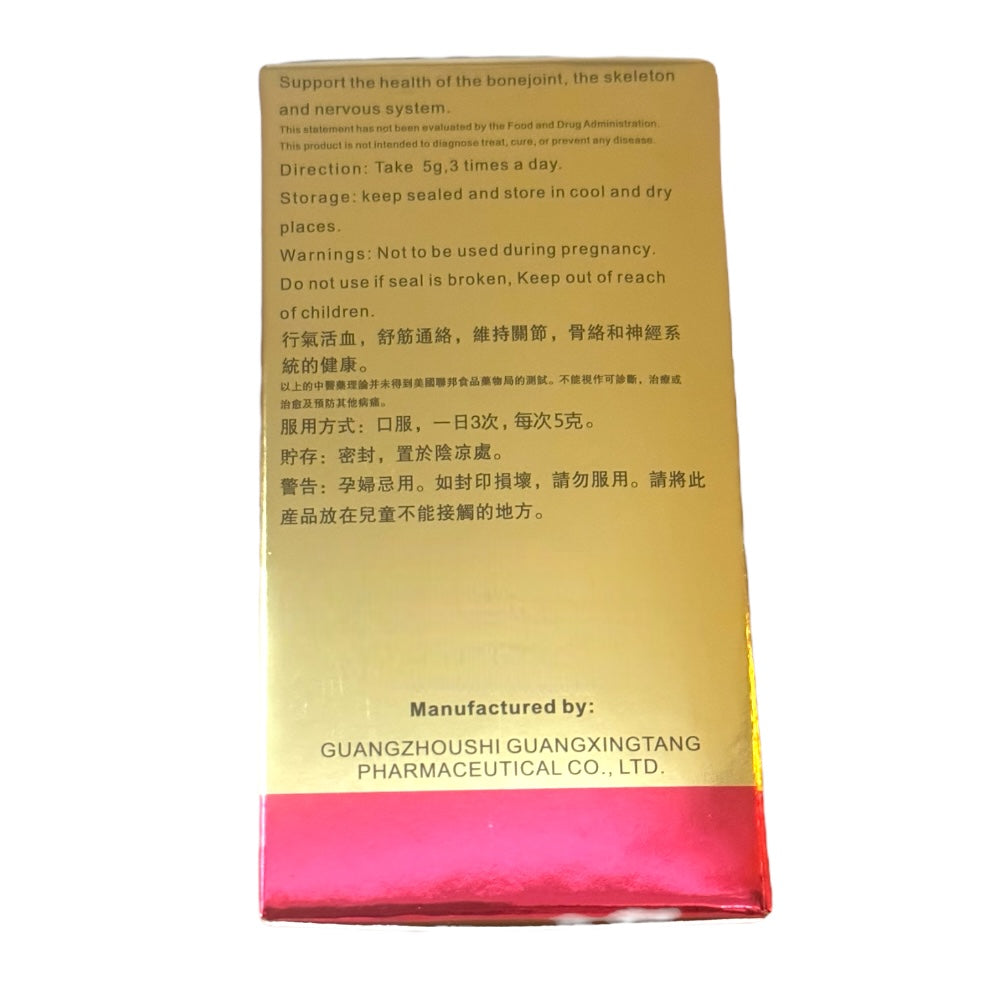 Support the health of the bonejoint, the skeleton
and nervous system.
This statement has not been evaluated by the Food and Drug Administration.
This product is not intended to diagnose treat, cure, or prevent any disease.
Direction: Take 5g,3 times a day.
Storage: keep sealed and store in cool and dry
places.
Warnings: Not to be used during pregnancy.
Do not use if seal is broken, Keep out of reach
of children.
行氣活血，舒筋通絡，維持關節，骨絡和神經系
統的健康。
以上的中醫藥理論并未得到美國聯邦食品藥物局的測試。不能視作可診斷，治療或
治愈及預防其他病痛。
服用方式：口服，一日3次，每次5克。
貯存：密封，置於陰凉處。
警告：孕婦忌用。如封印損壞，請勿服用。請將此
産品放在兒童不能接觸的地方。
Manufactured by:
GUANGZHOUSHI GUANGXINGTANG
PHARMACEUTICAL CO., LTD.